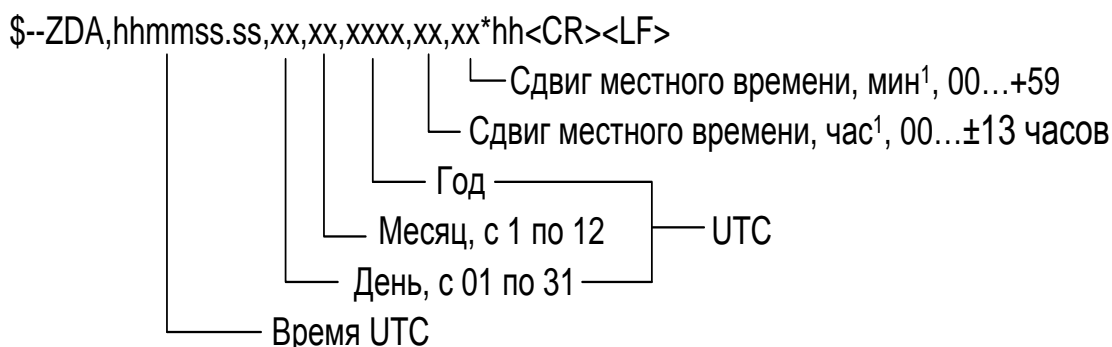 $--ZDA,hhmmss.ss,xx,xx,xxxx,xx,xx*hh<CR><LF>
Сдвиг местного времени, мин¹, 00…+59
Сдвиг местного времени, час¹, 00…±13 часов
Год
Месяц, с 1 по 12
UTC
День, с 01 по 31
Время UTC